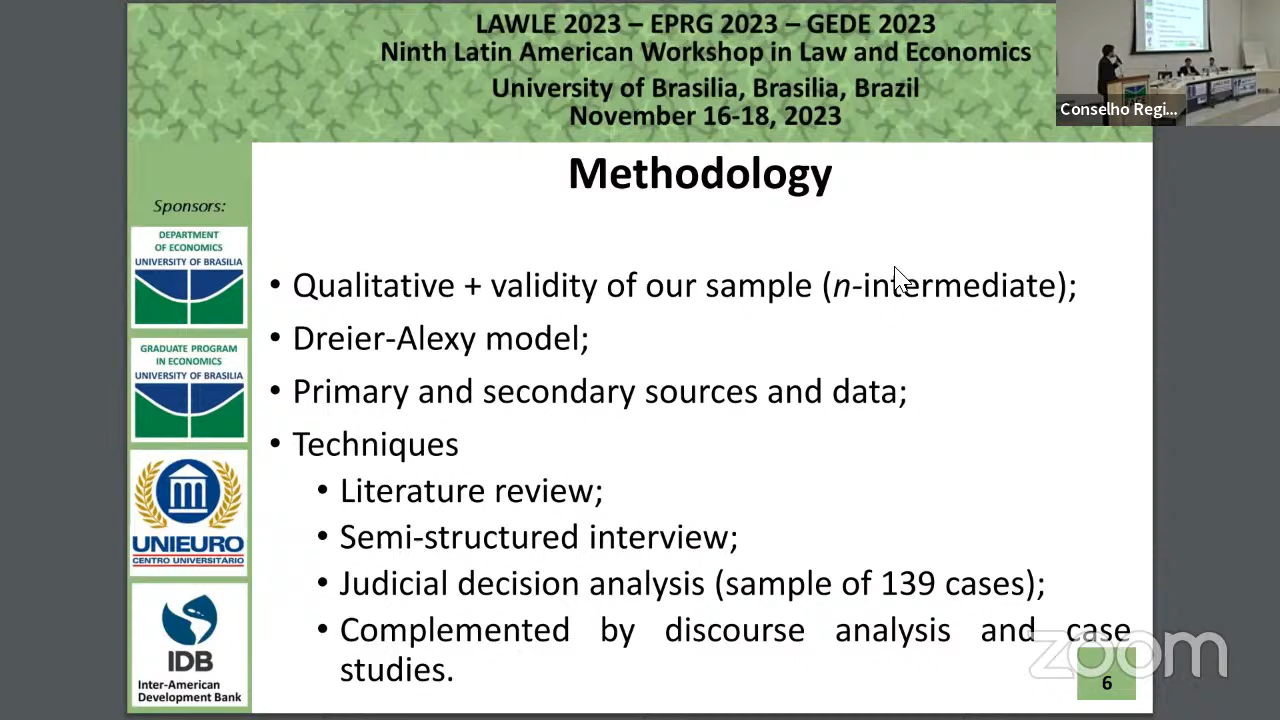 LAWLE 2023 – EPRG 2023 – GEDE 2023
Ninth Latin American Workshop in Law and Economics
University of Brasilia, Brasilia, Brazil
November 16-18, 2023
Conselho Regi...
Methodology
Sponsors:
DEPARTMENT
OF ECONOMICS
UNIVERSITY OF BRASILIA
GRADUATE PROGRAM
IN ECONOMICS
UNIVERSITY OF BRASILIA
UNIEURO
CENTRO UNIVERSITÁRIO
IDB
Inter-American
Development Bank
• Qualitative + validity of our sample (n-intermediate);
• Dreier-Alexy model;
• Primary and secondary sources and data;
• Techniques
• Literature review;
• Semi-structured interview;
• Judicial decision analysis (sample of 139 cases);
• Complemented by discourse analysis and case
studies.
zoom
6